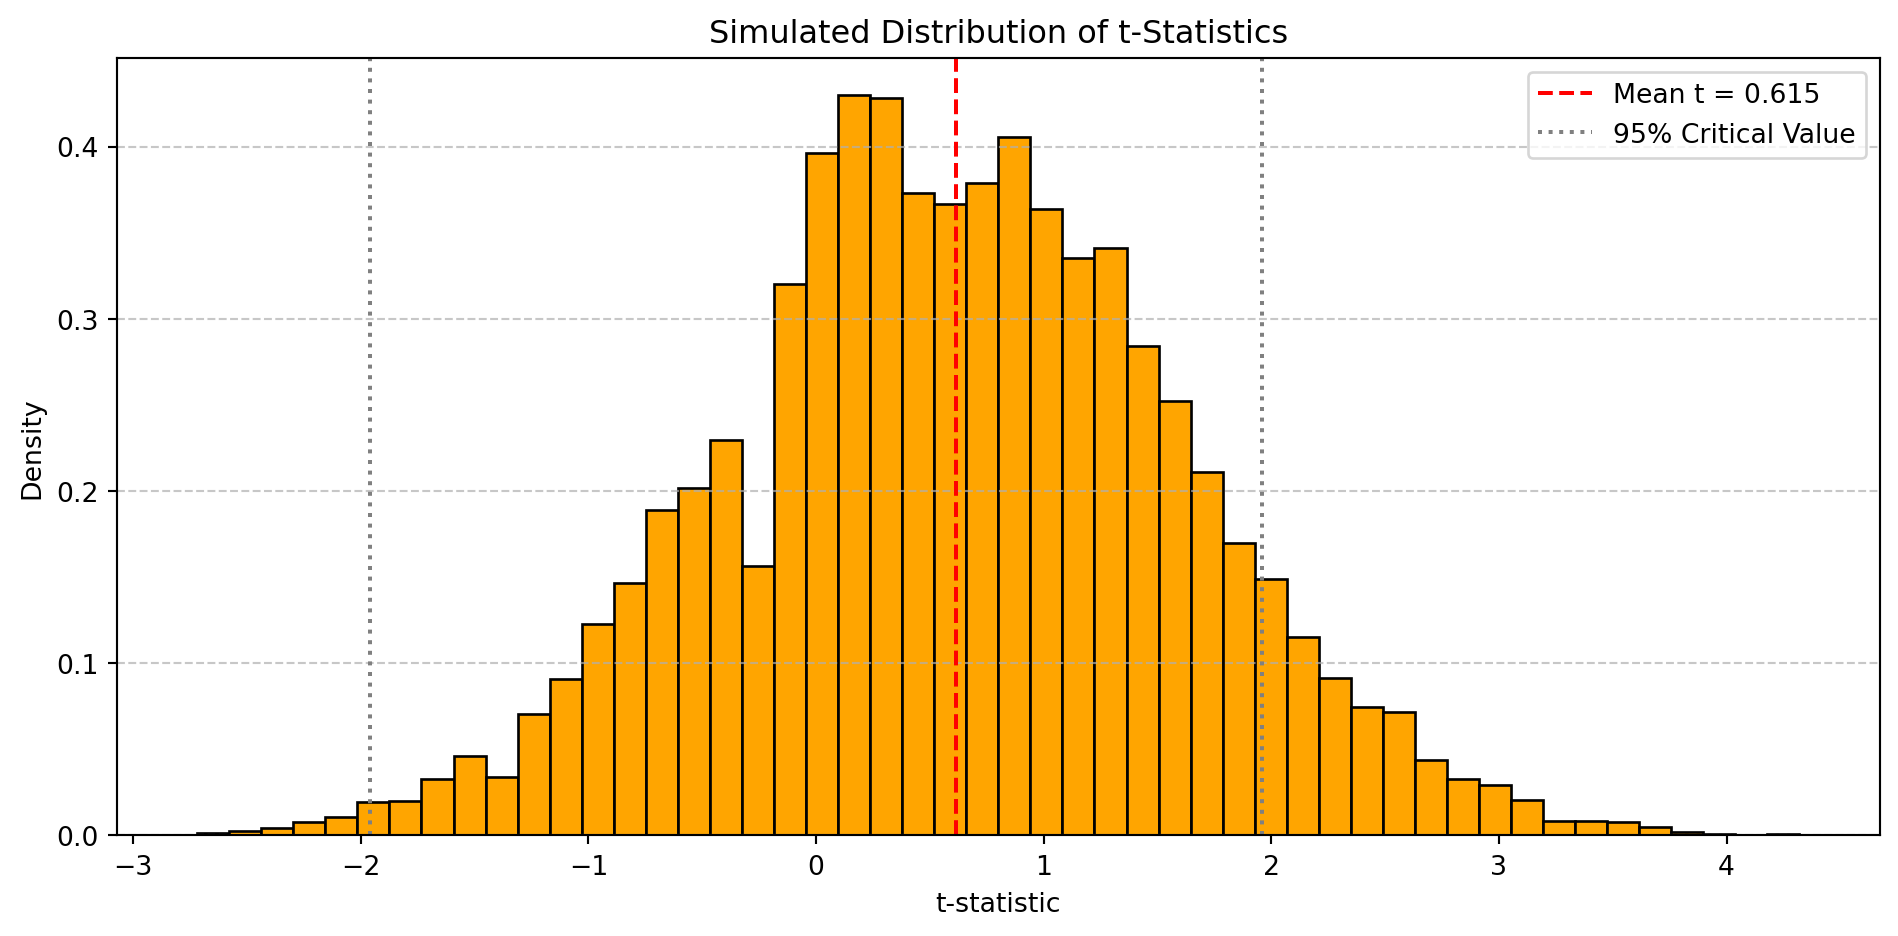 Simulated Distribution of t-Statistics
Mean t = 0.615
95% Critical Value
Density
0.4
0.3
0.2
0.1
0.0
−3 −2 −1 0 1 2 3 4
t-statistic